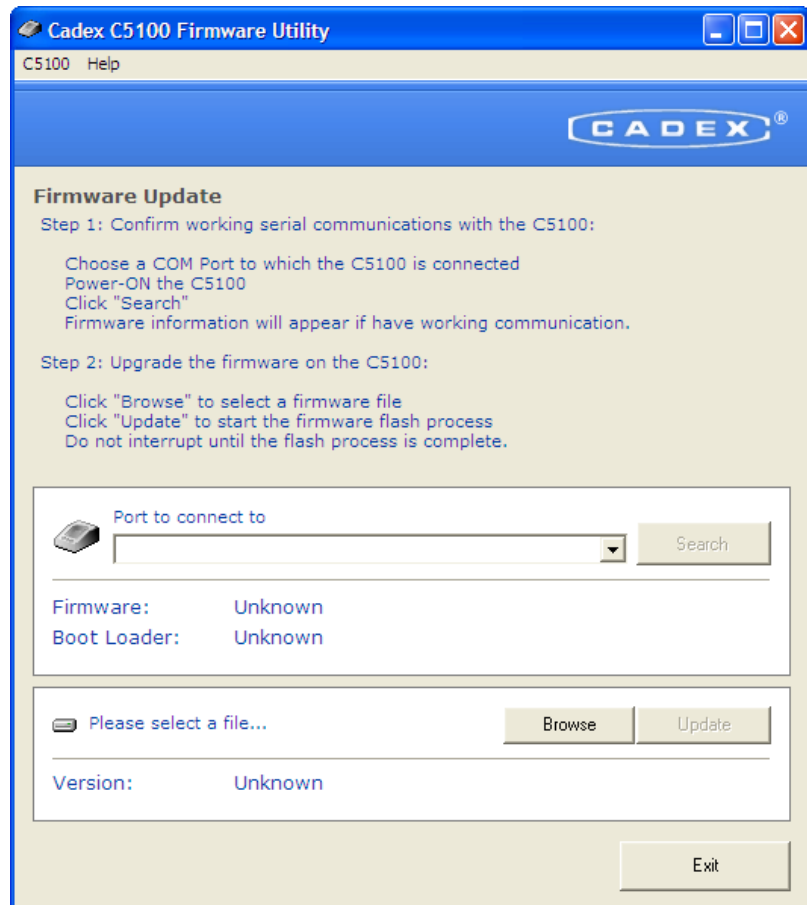 Cadex C5100 Firmware Utility
C5100 Help
CADEX®
Firmware Update
Step 1: Confirm working serial communications with the C5100:
Choose a COM Port to which the C5100 is connected
Power-ON the C5100
Click "Search"
Firmware information will appear if have working communication.
Step 2: Upgrade the firmware on the C5100:
Click "Browse" to select a firmware file
Click "Update" to start the firmware flash process
Do not interrupt until the flash process is complete.
Port to connect to
Search
Firmware: Unknown
Boot Loader: Unknown
Please select a file... Browse Update
Version: Unknown
Exit